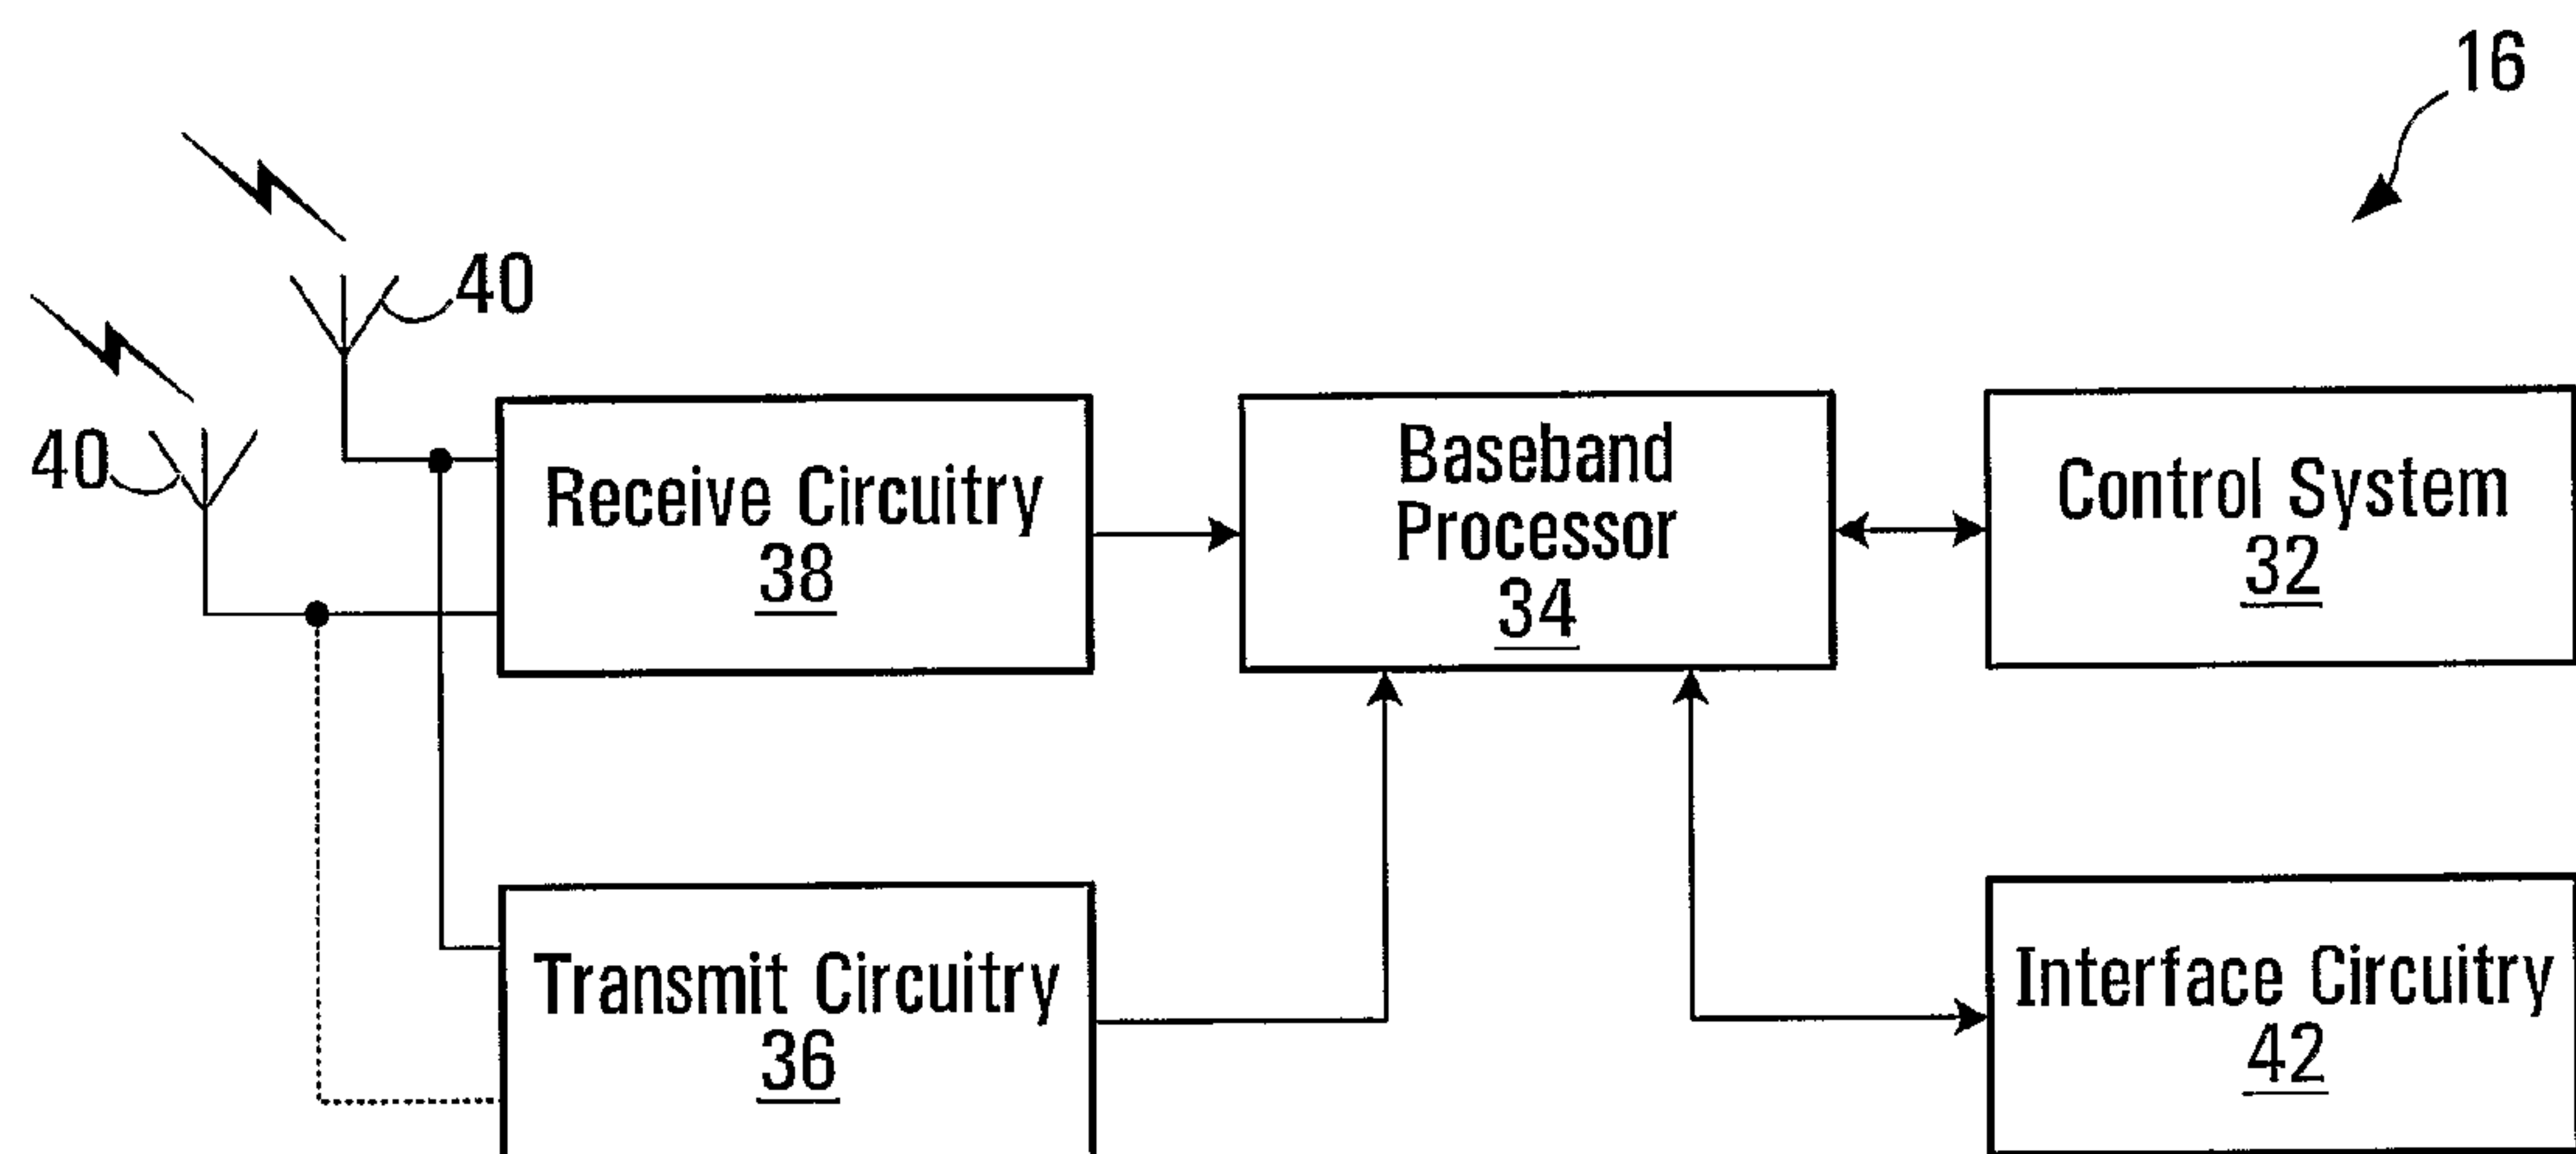 16
40
40
Receive Circuitry
38
Baseband
Processor
34
Control System
32
Transmit Circuitry
36
Interface Circuitry
42